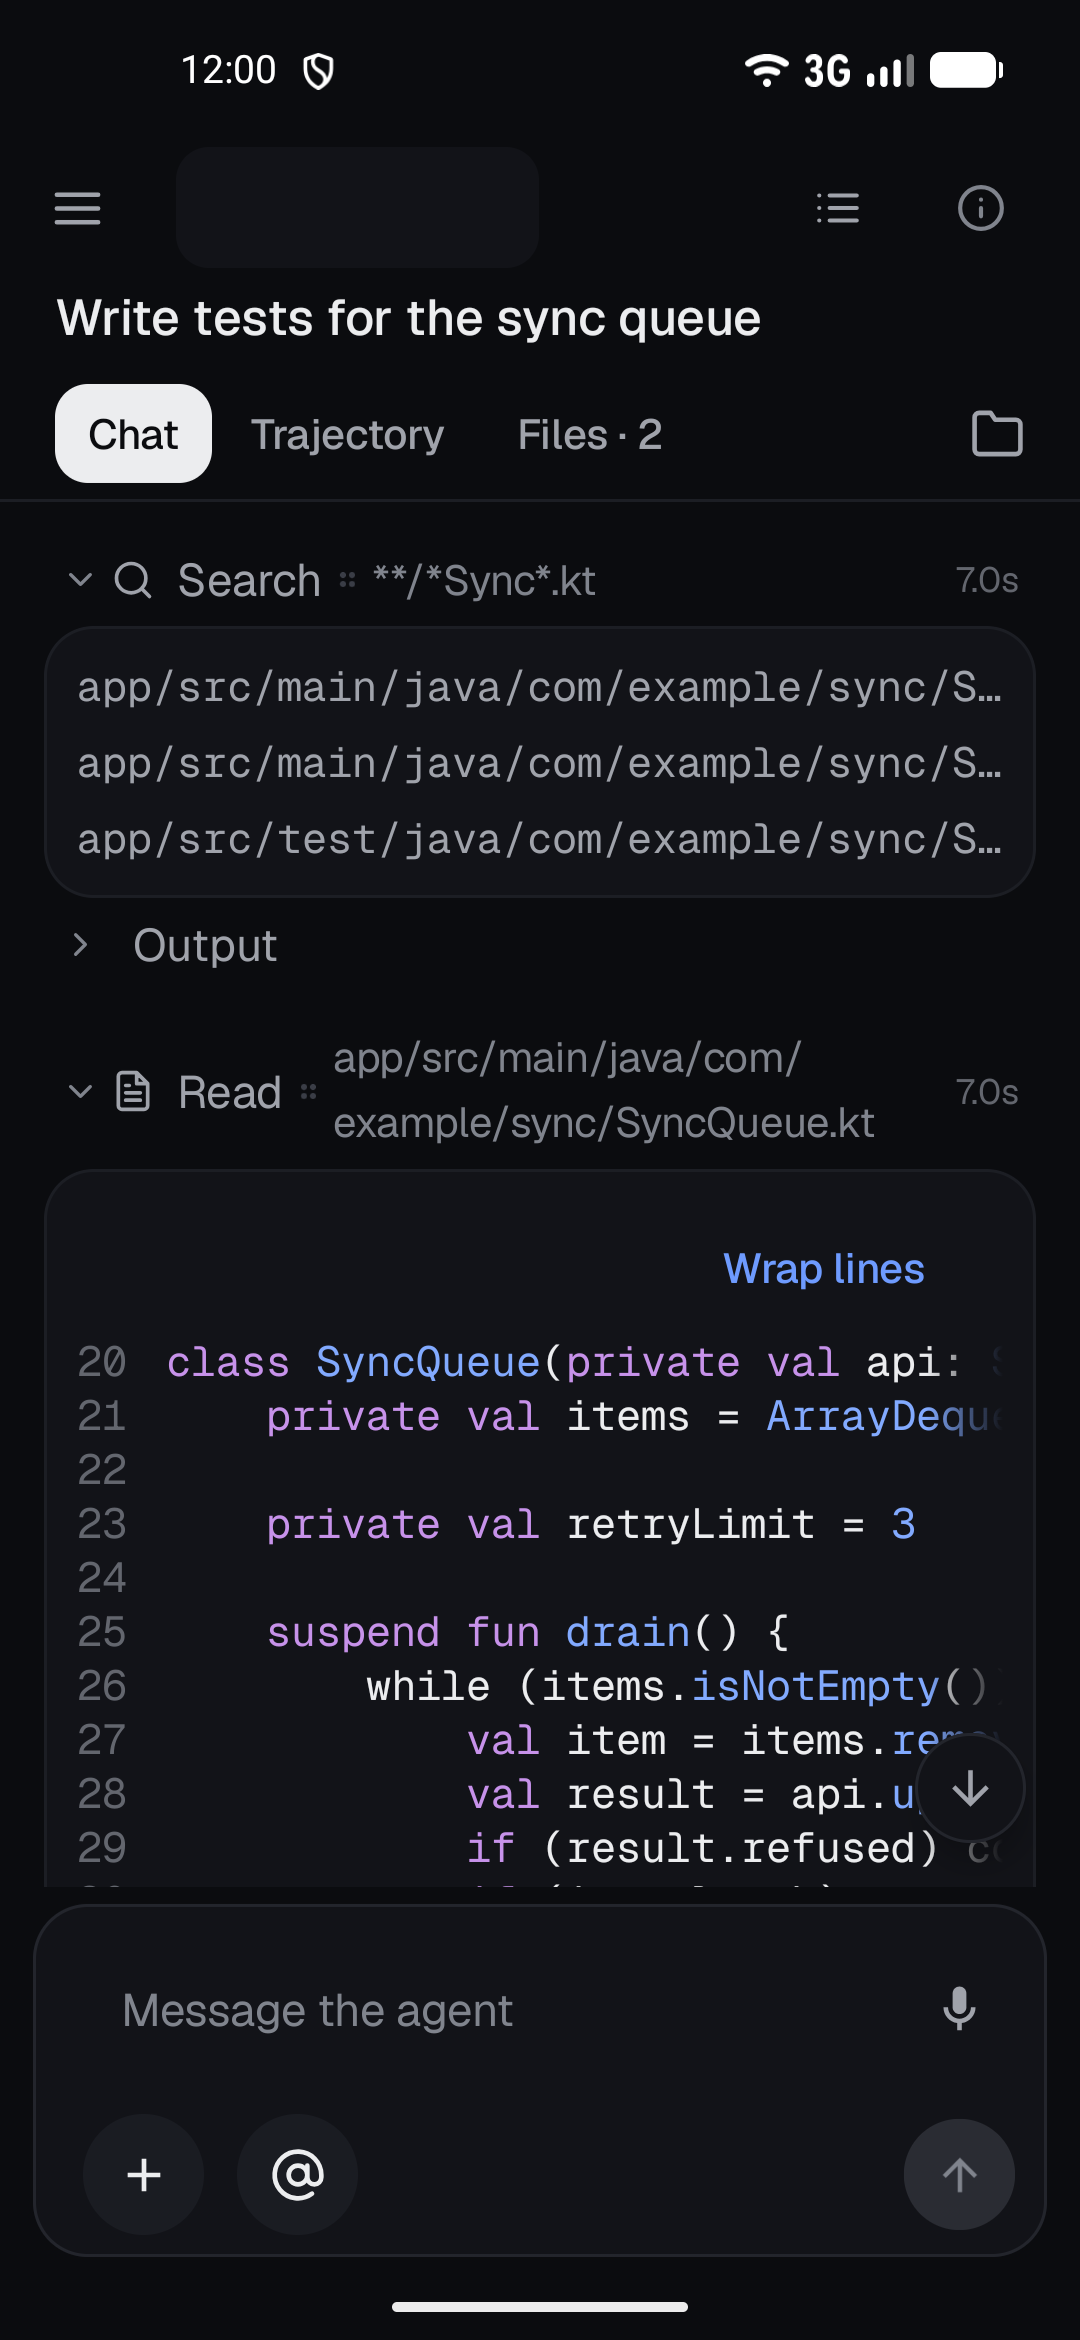 12:00
3G
Write tests for the sync queue
Chat
Trajectory
Files · 2
Search **/*Sync*.kt 7.0s
app/src/main/java/com/example/sync/S…
app/src/main/java/com/example/sync/S…
app/src/test/java/com/example/sync/S…
Output
Read app/src/main/java/com/
example/sync/SyncQueue.kt 7.0s
Wrap lines
20 class SyncQueue(private val api:
21     private val items = ArrayDeque
22
23     private val retryLimit = 3
24
25     suspend fun drain() {
26         while (items.isNotEmpty()
27             val item = items.
28             val result = api.
29             if (result.refused)
Message the agent